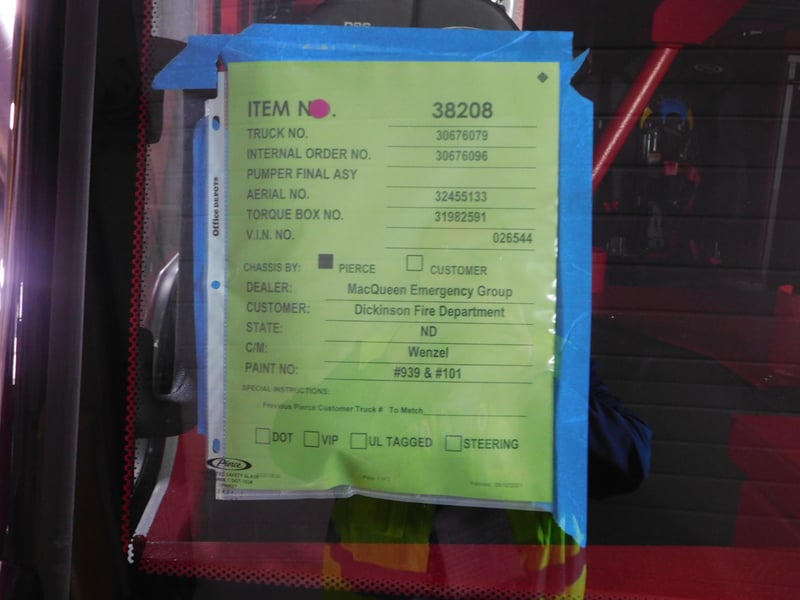 ITEM NO. 38208
TRUCK NO. 30676079
INTERNAL ORDER NO. 30676096
PUMPER FINAL ASY
AERIAL NO. 32455133
TORQUE BOX NO. 31982591
V.I.N. NO. 026544
CHASSIS BY: PIERCE CUSTOMER
DEALER: MacQueen Emergency Group
CUSTOMER: Dickinson Fire Department
STATE: ND
C/M: Wenzel
PAINT NO: #939 & #101
SPECIAL INSTRUCTIONS:
Previous Pierce Customer Truck # To Match
DOT VIP UL TAGGED STEERING
Office DEPOT
Pierce